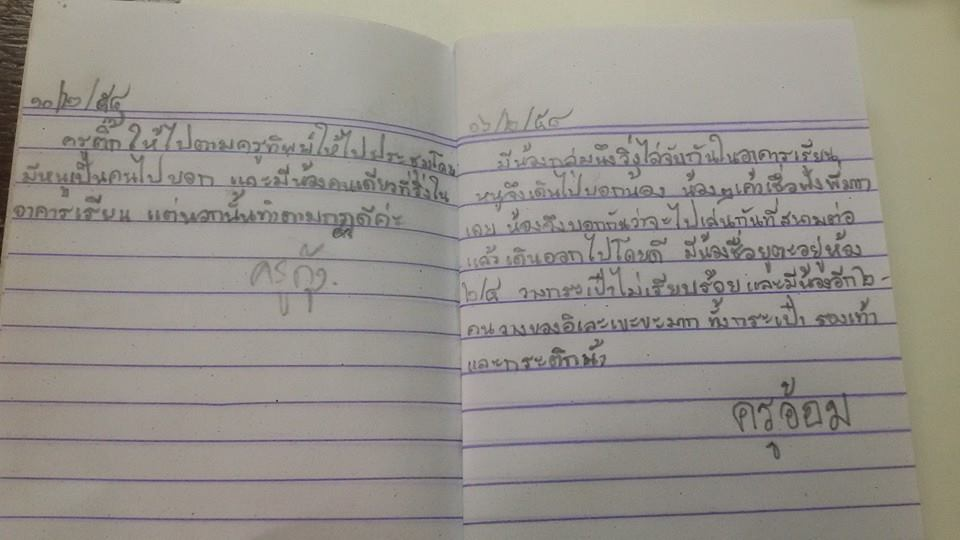 ๑๐/๒/๕๔
ครูติ๊ก ให้ไปตามครูทิพย์ให้ไปประชุมโดย
มีหนูเป็นคนไปบอก และมีน้องคนเดียวที่วิ่งใน
อาคารเรียน แต่นอกนั้นทำตามกฎดีค่ะ
๑๖/๒/๕๔
มีน้องกลุ่มนึงวิ่งไล่จับกันในอาคารเรียน
หนูจึงเดินไปบอกน้อง น้องๆเค้าเชื่อฟังพี่มาก
เลย น้องจึงบอกกันว่าจะไปเล่นกันที่สนามต่อ
แล้วเดินออกไปโดยดี มีน้องชื่อยูตะอยู่ห้อง
๒/๔ วางกระเป๋าไม่เรียบร้อย และมีน้องอีก ๒ -
คน วางของอิเละเขะขะมาก ทั้งกระเป๋า รองเท้า
และกระติกน้ำ
ครูอ้อม